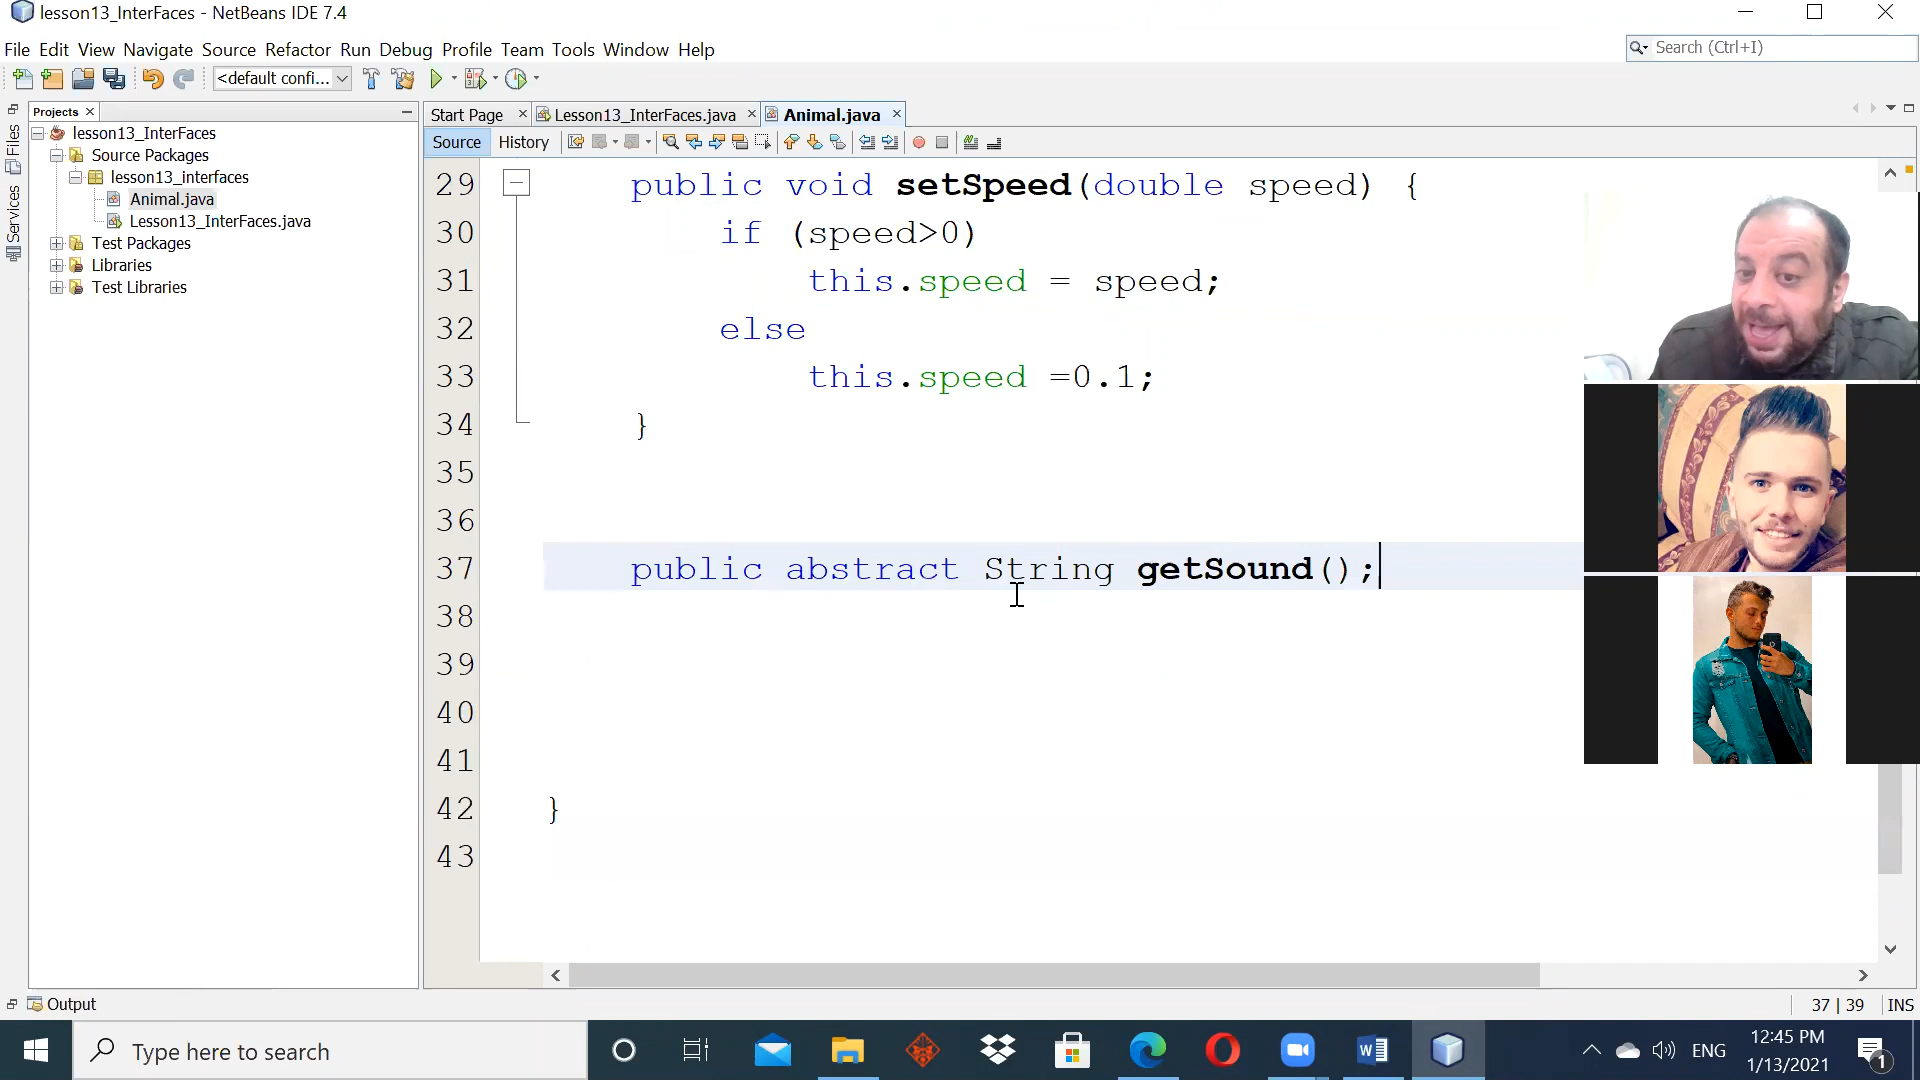 lesson13_InterFaces - NetBeans IDE 7.4
File Edit View Navigate Source Refactor Run Debug Profile Team Tools Window Help
Search (Ctrl+I)
<default confi...
Projects
Start Page
Lesson13_InterFaces.java
Animal.java
Files
Services
lesson13_InterFaces
Source Packages
lesson13_interfaces
Animal.java
Lesson13_InterFaces.java
Test Packages
Libraries
Test Libraries
Source History
29 public void setSpeed(double speed) {
30 if (speed>0)
31 this.speed = speed;
32 else
33 this.speed =0.1;
34 }
35
36
37 public abstract String getSound();
38
39
40
41
42 }
43
Output
37 | 39 INS
Type here to search
ENG
12:45 PM
1/13/2021
1